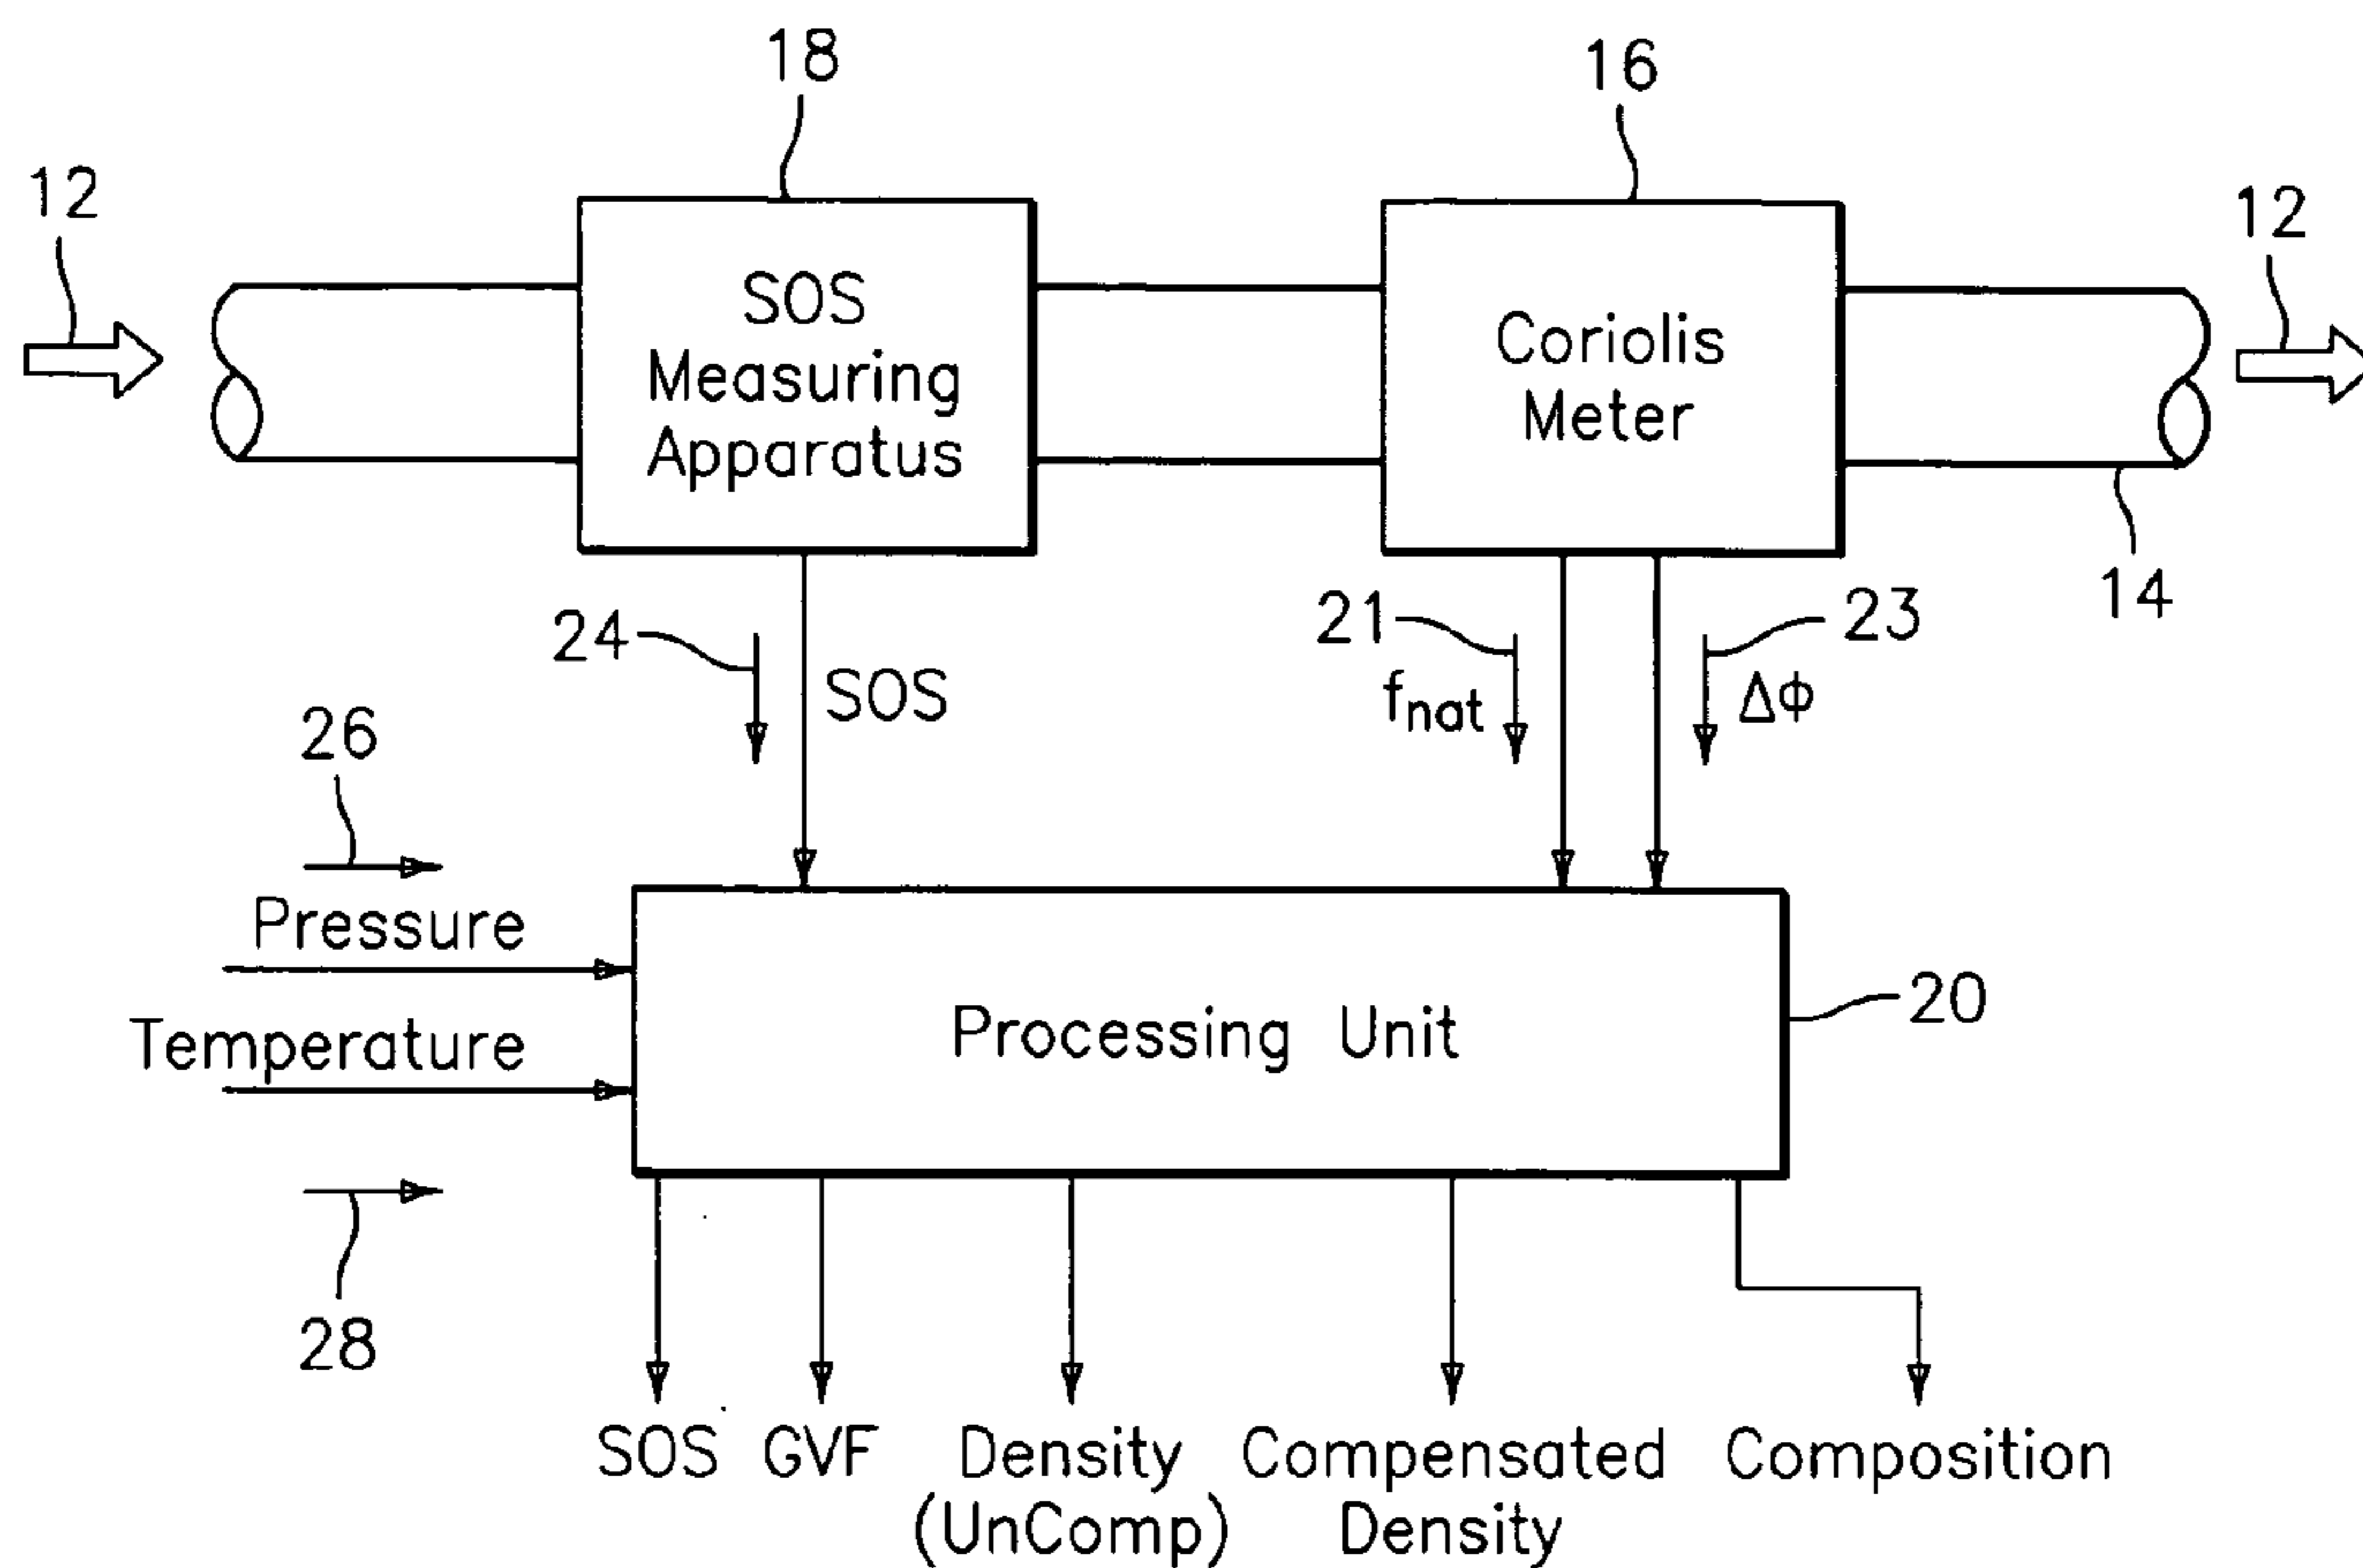 18
16
12
12
SOS
Measuring
Apparatus
Coriolis
Meter
14
24
SOS
21
fnat
23
Δϕ
26
Pressure
Temperature
28
Processing Unit
20
SOS
GVF
Density
(UnComp)
Compensated
Density
Composition